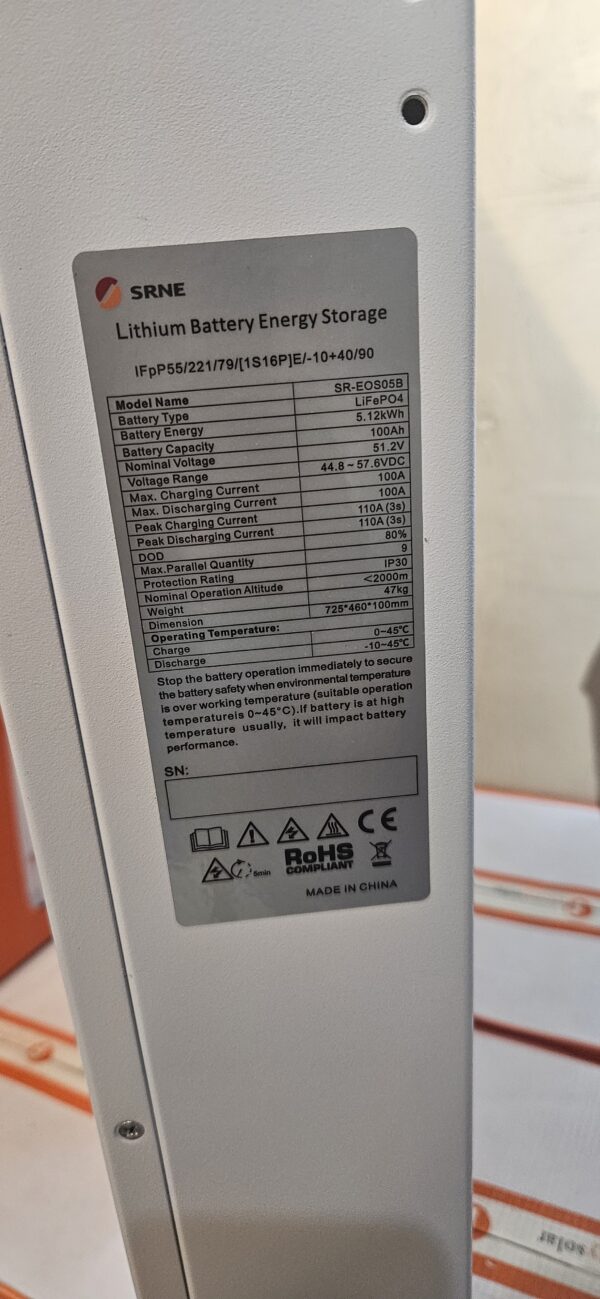 SRNE
Lithium Battery Energy Storage
IFpP55/221/79/[1S16P]E/-10+40/90
Model Name SR-EOS05B
Battery Type LiFePO4
Battery Energy 5.12kWh
Battery Capacity 100Ah
Nominal Voltage 51.2V
Voltage Range 44.8~57.6VDC
Max. Charging Current 100A
Max. Discharging Current 100A
Peak Charging Current 110A(3s)
Peak Discharging Current 110A(3s)
DOD 80%
Max.Parallel Quantity 9
Protection Rating IP30
Nominal Operation Altitude <2000m
Weight 47kg
Dimension 725*460*100mm
Operating Temperature:
Charge 0~45℃
Discharge -10~45℃
Stop the battery operation immediately to secure
the battery safety when environmental temperature
is over working temperature (suitable operation
temperatureis 0~45°C).If battery is at high
temperature usually, it will impact battery
performance.
SN:
CE
5min
RoHS
COMPLIANT
MADE IN CHINA
solar